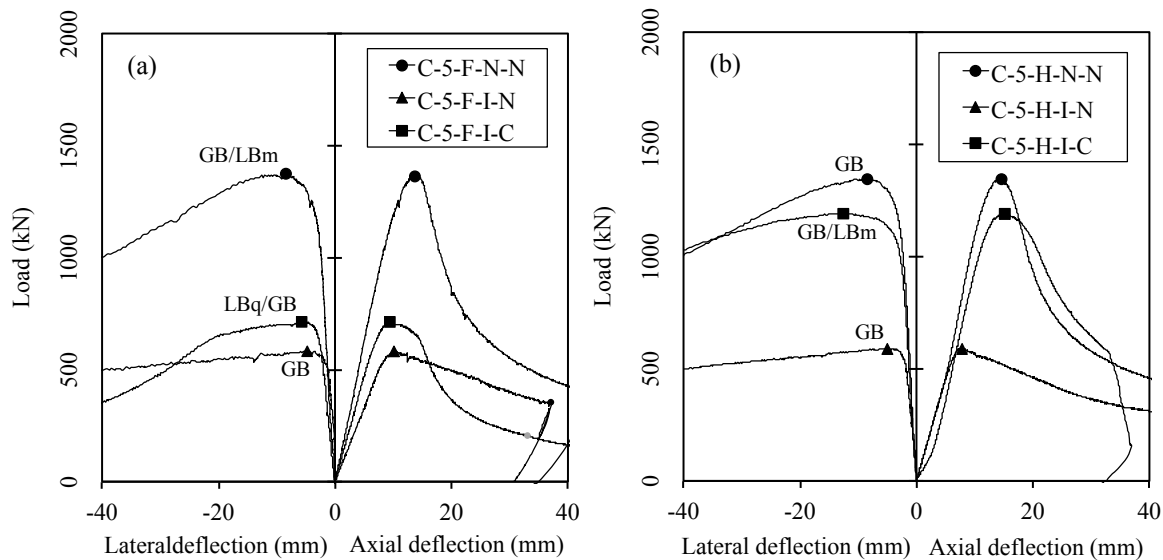 (a)
C-5-F-N-N
C-5-F-I-N
C-5-F-I-C
GB/LBm
LBq/GB
GB
Load (kN)
2000
1500
1000
500
0
-40 -20 0 20 40
Lateraldeflection (mm) Axial deflection (mm)
(b)
C-5-H-N-N
C-5-H-I-N
C-5-H-I-C
GB
GB/LBm
GB
Load (kN)
2000
1500
1000
500
0
-40 -20 0 20 40
Lateral deflection (mm) Axial deflection (mm)